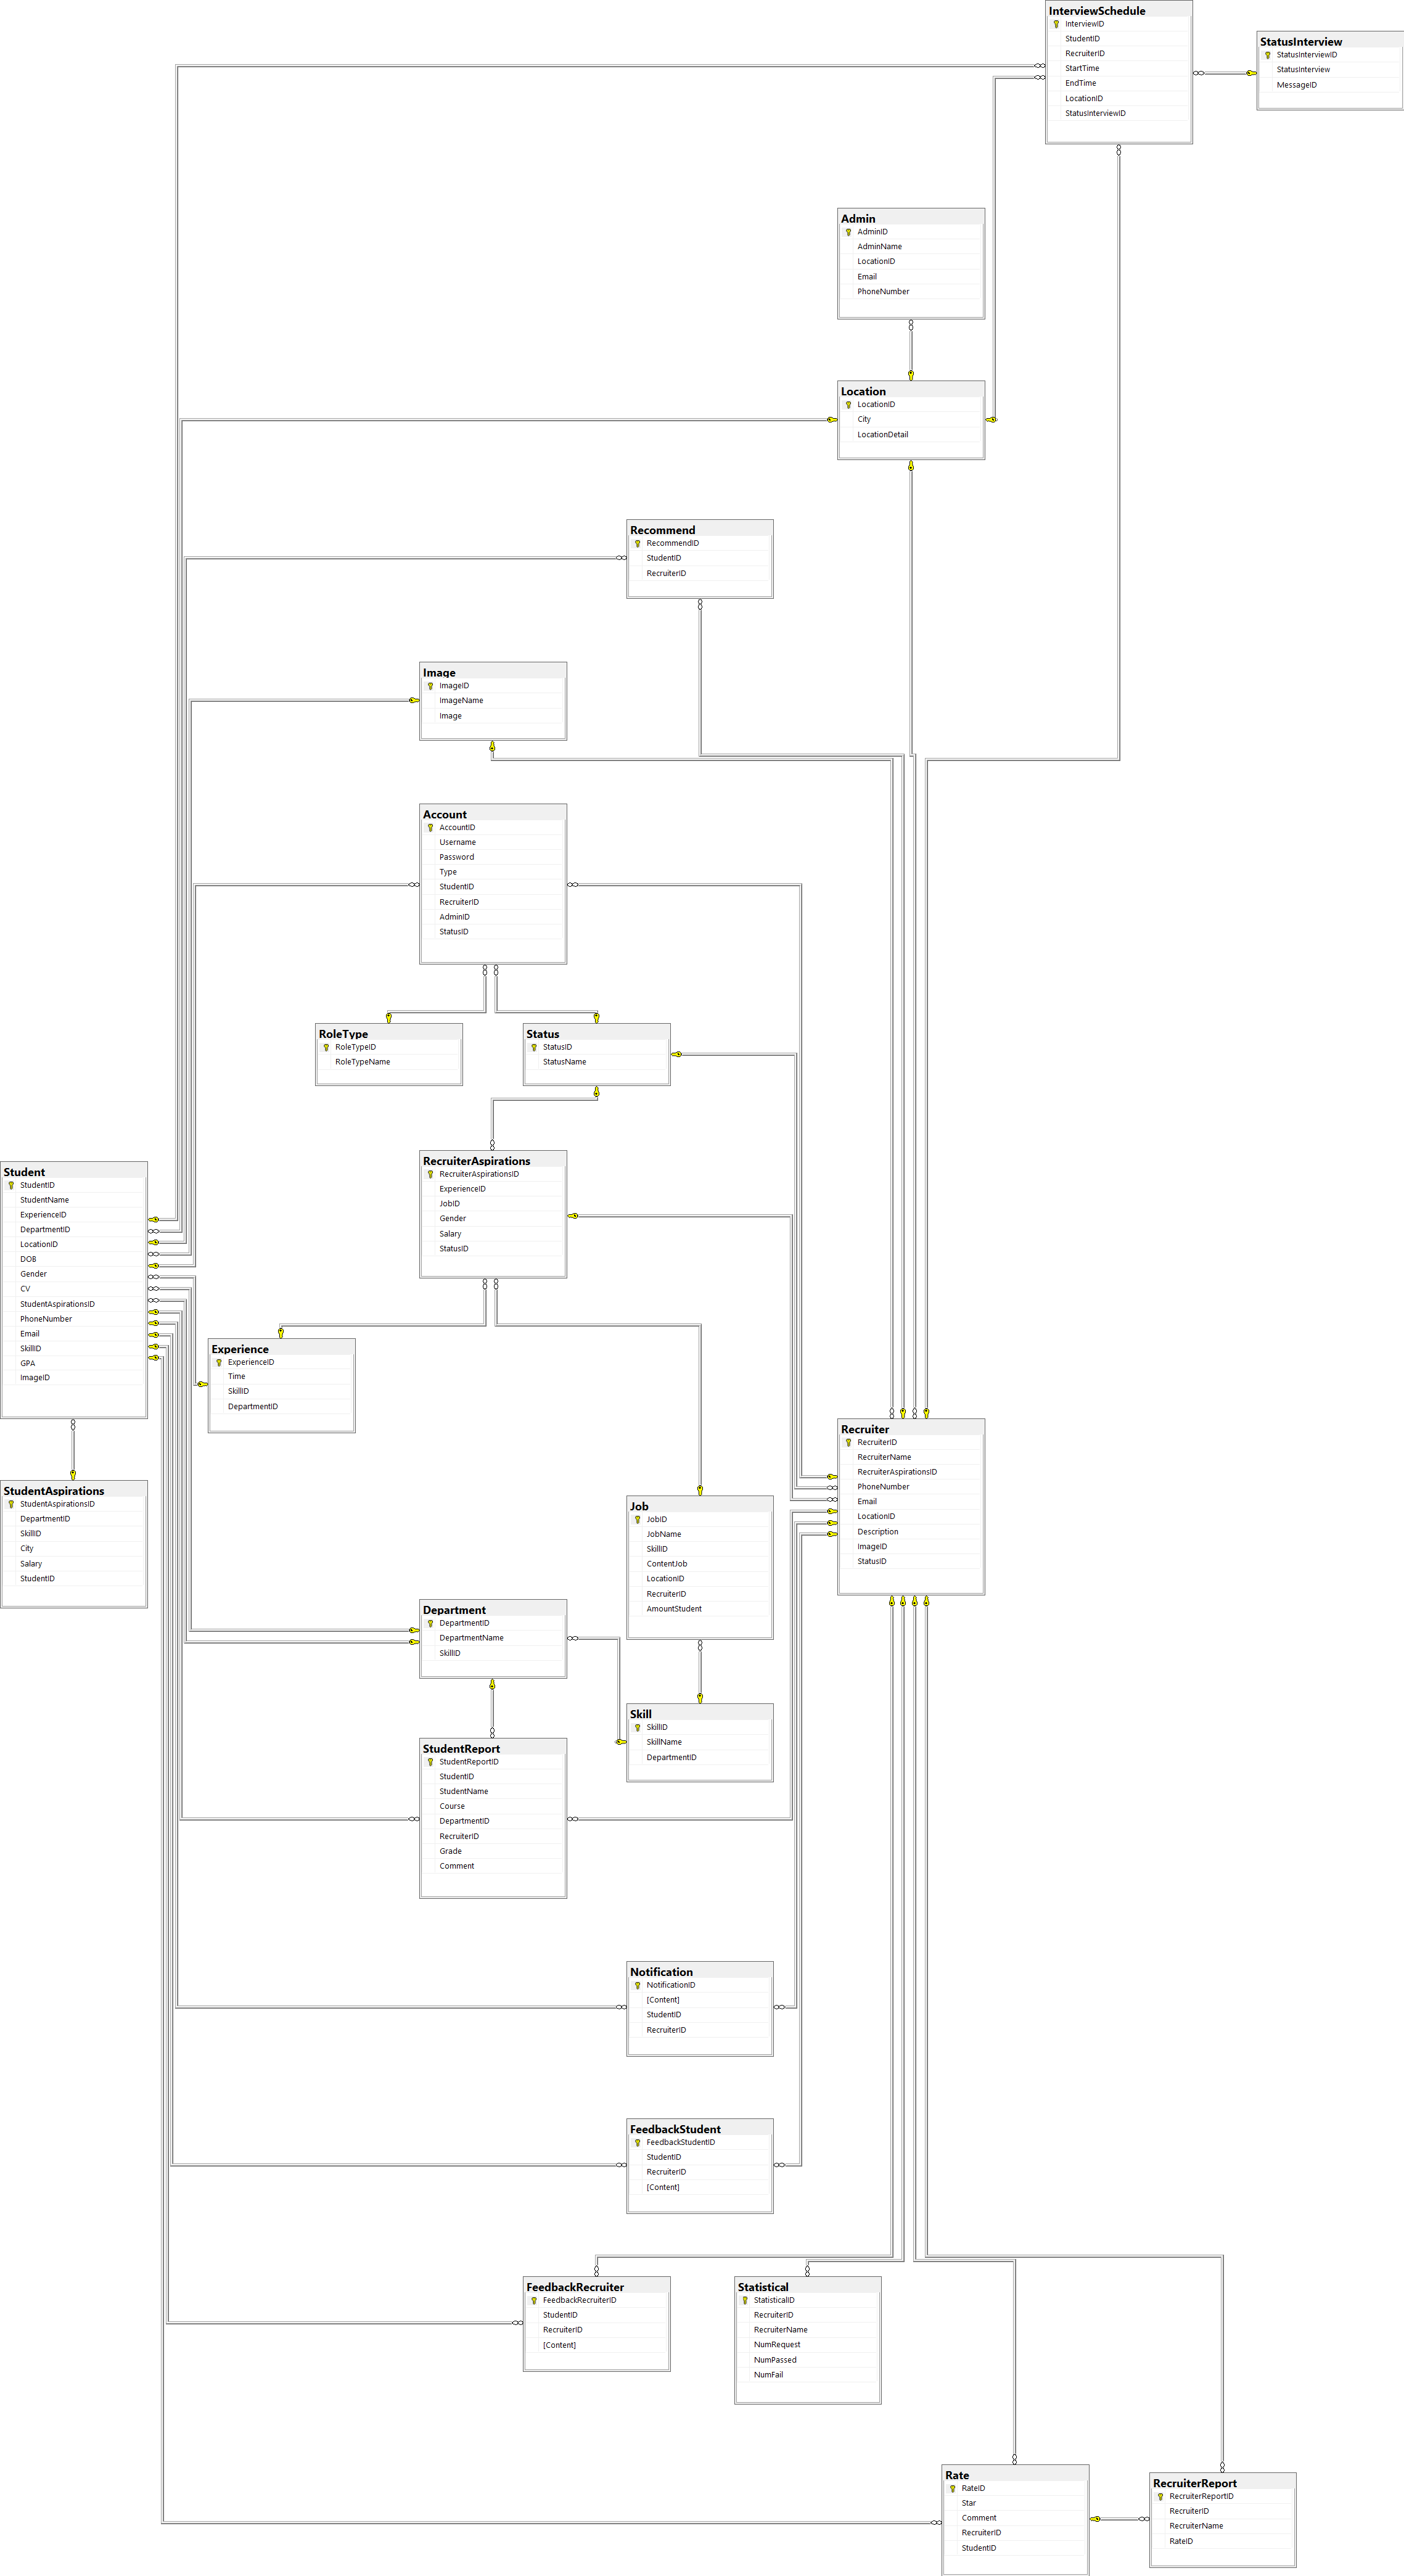 InterviewSchedule
InterviewID
StudentID
RecruiterID
StartTime
EndTime
LocationID
StatusInterviewID
StatusInterview
StatusInterviewID
StatusInterview
MessageID
Admin
AdminID
AdminName
LocationID
Email
PhoneNumber
Location
LocationID
City
LocationDetail
Recommend
RecommendID
StudentID
RecruiterID
Image
ImageID
ImageName
Image
Account
AccountID
Username
Password
Type
StudentID
RecruiterID
AdminID
StatusID
RoleType
RoleTypeID
RoleTypeName
Status
StatusID
StatusName
RecruiterAspirations
RecruiterAspirationsID
ExperienceID
JobID
Gender
Salary
StatusID
Student
StudentID
StudentName
ExperienceID
DepartmentID
LocationID
DOB
Gender
CV
StudentAspirationsID
PhoneNumber
Email
SkillID
GPA
ImageID
Experience
ExperienceID
Time
SkillID
DepartmentID
Recruiter
RecruiterID
RecruiterName
RecruiterAspirationsID
PhoneNumber
Email
LocationID
Description
ImageID
StatusID
StudentAspirations
StudentAspirationsID
DepartmentID
SkillID
City
Salary
StudentID
Job
JobID
JobName
SkillID
ContentJob
LocationID
RecruiterID
AmountStudent
Department
DepartmentID
DepartmentName
SkillID
Skill
SkillID
SkillName
DepartmentID
StudentReport
StudentReportID
StudentID
StudentName
Course
DepartmentID
RecruiterID
Grade
Comment
Notification
NotificationID
[Content]
StudentID
RecruiterID
FeedbackStudent
FeedbackStudentID
StudentID
RecruiterID
[Content]
FeedbackRecruiter
FeedbackRecruiterID
StudentID
RecruiterID
[Content]
Statistical
StatisticalID
RecruiterID
RecruiterName
NumRequest
NumPassed
NumFail
Rate
RateID
Star
Comment
RecruiterID
StudentID
RecruiterReport
RecruiterReportID
RecruiterID
RecruiterName
RateID